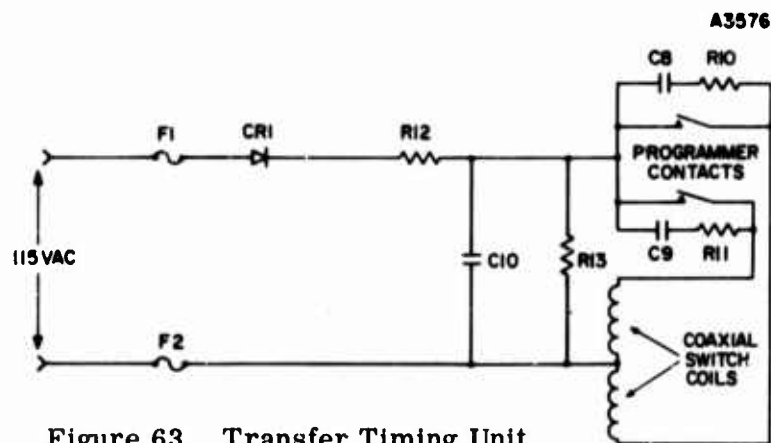 A3576
C8 R10
F1 CR1 R12
PROGRAMMER
CONTACTS
C9 R11
115 VAC
C10 R13
F2
COAXIAL
SWITCH
COILS
Figure 63 Transfer Timing Unit